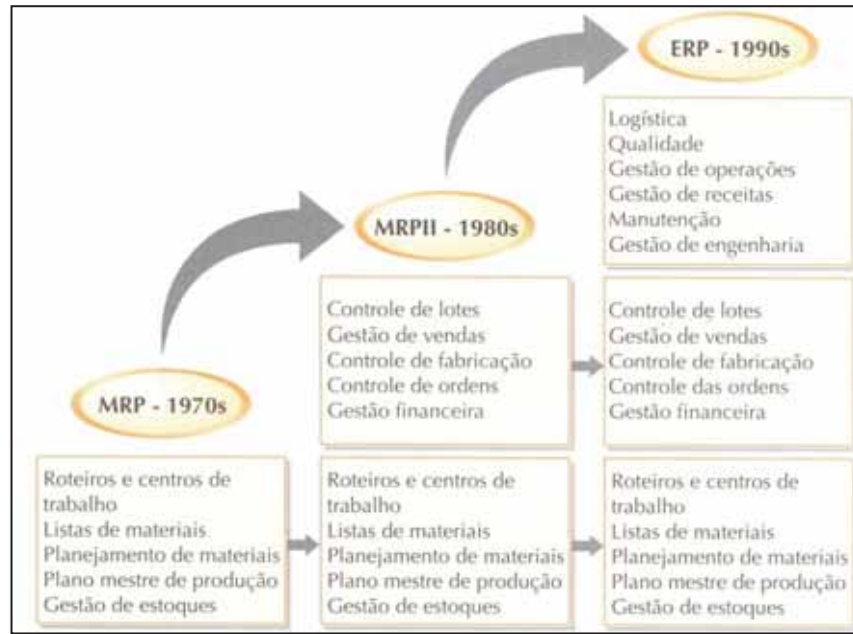 ERP - 1990s
Logística
Qualidade
Gestão de operações
Gestão de receitas
Manutenção
Gestão de engenharia
MRPII - 1980s
Controle de lotes
Gestão de vendas
Controle de fabricação
Controle de ordens
Gestão financeira
Controle de lotes
Gestão de vendas
Controle de fabricação
Controle das ordens
Gestão financeira
MRP - 1970s
Roteiros e centros de
trabalho
Listas de materiais
Planejamento de materiais
Plano mestre de produção
Gestão de estoques
Roteiros e centros de
trabalho
Listas de materiais
Planejamento de materiais
Plano mestre de produção
Gestão de estoques
Roteiros e centros de
trabalho
Listas de materiais
Planejamento de materiais
Plano mestre de produção
Gestão de estoques